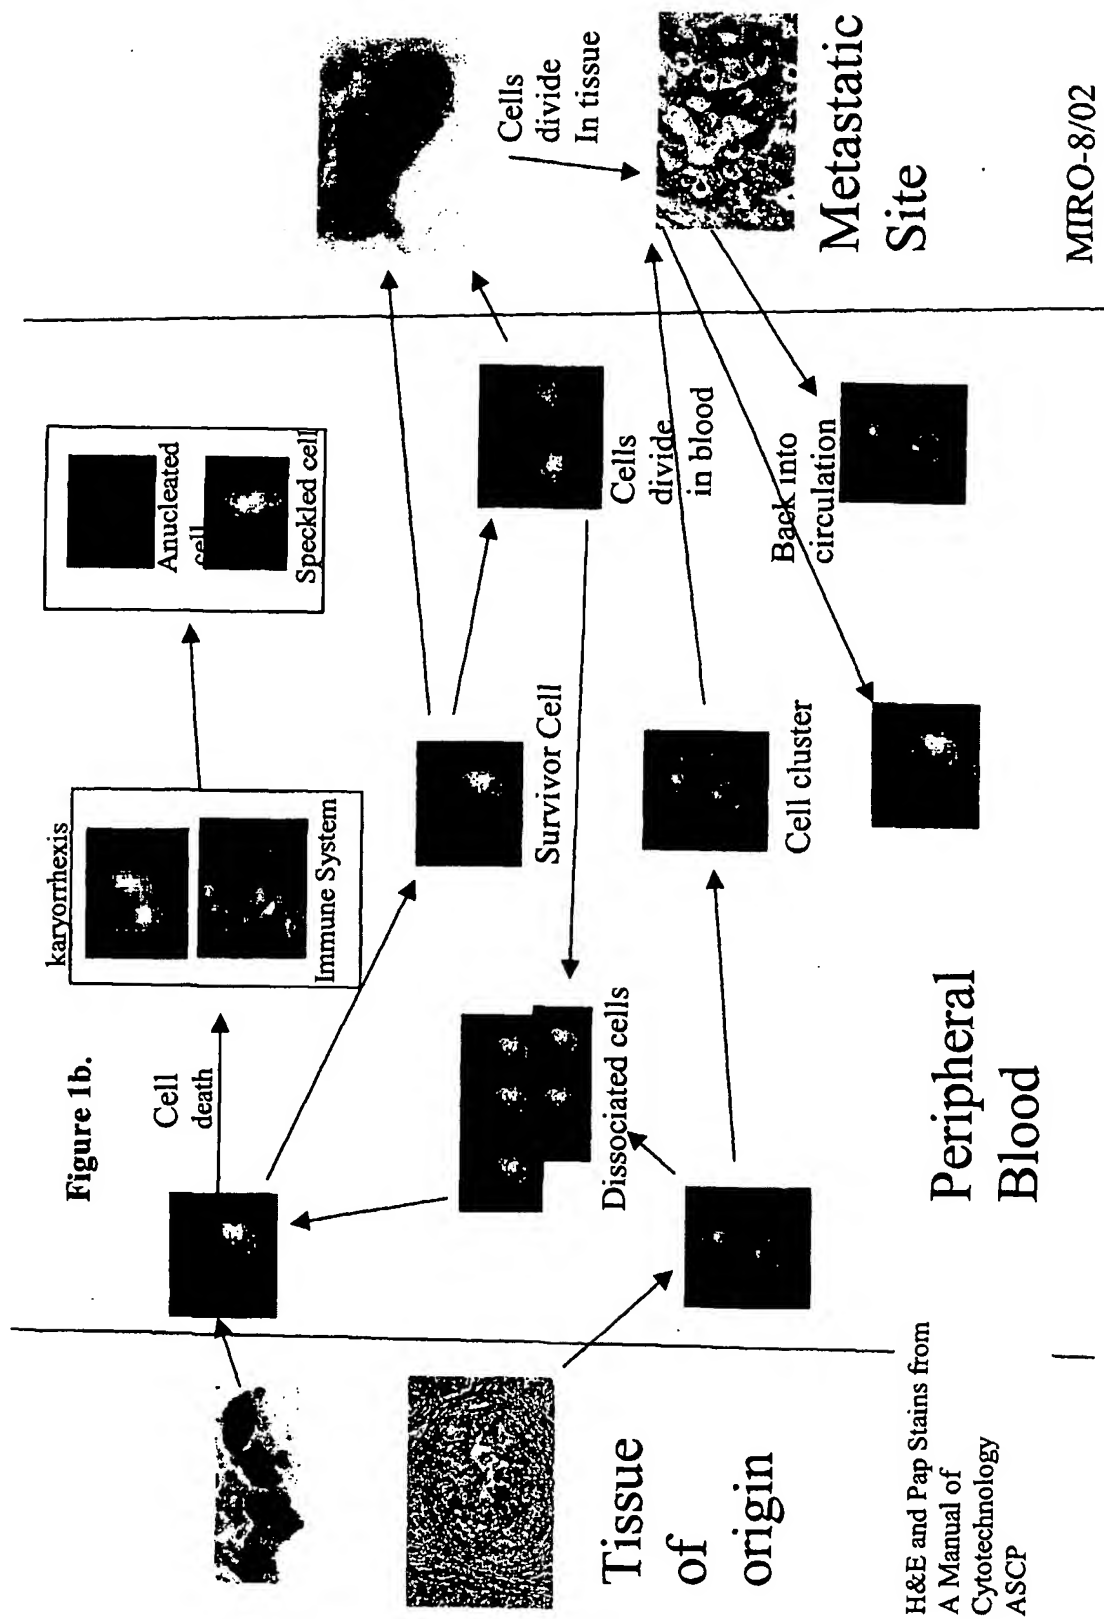 Figure 1b.
Cell
death
karyorrhexis
Immune System
Anucleated
cell
Speckled cell
Survivor Cell
Dissociated cells
Cells
divide
in blood
Cells
divide
In tissue
Cell cluster
Back into
circulation
Tissue
of
origin
Peripheral
Blood
Metastatic
Site
H&E and Pap Stains from
A Manual of
Cytotechnology
ASCP
MIRO-8/02